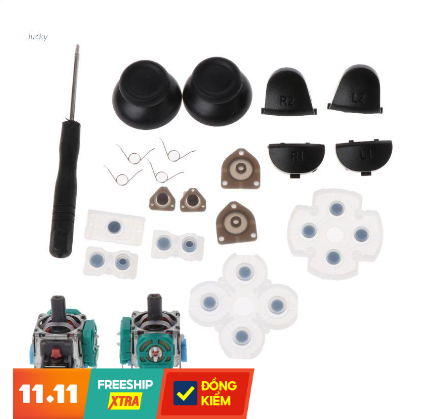 lucky
R2
L2
R1
L1
11.11
FREESHIP
XTRA
ĐỒNG
KIỂM